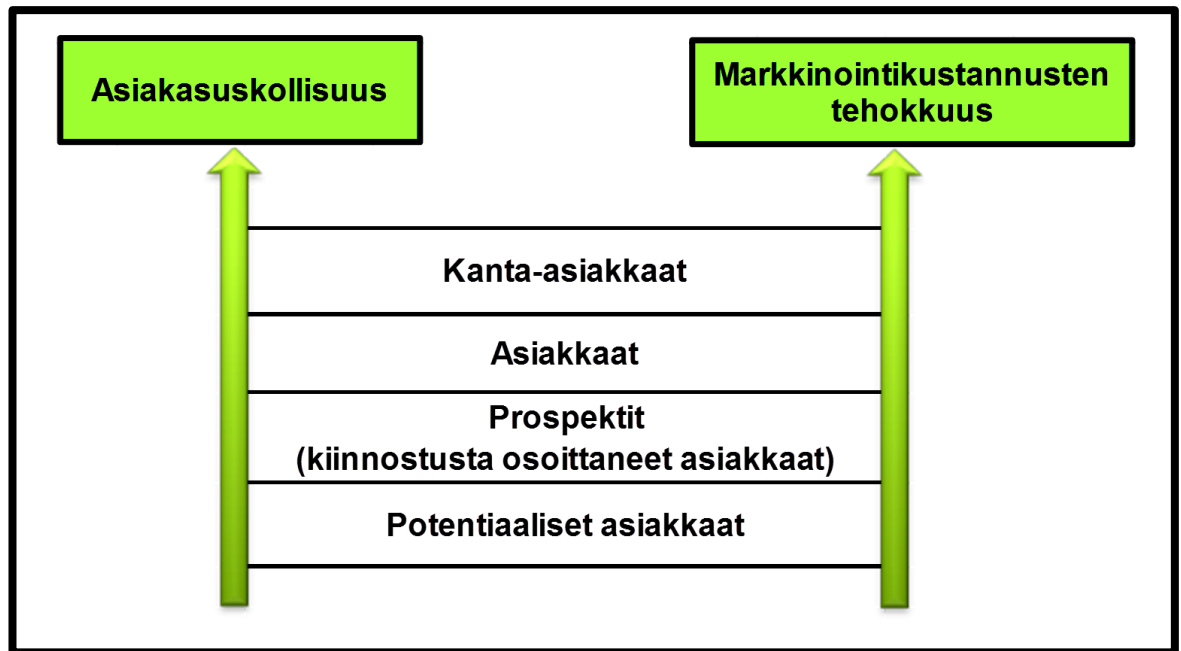 Asiakasuskollisuus
Markkinointikustannusten
tehokkuus
Kanta-asiakkaat
Asiakkaat
Prospektit
(kiinnostusta osoittaneet asiakkaat)
Potentiaaliset asiakkaat